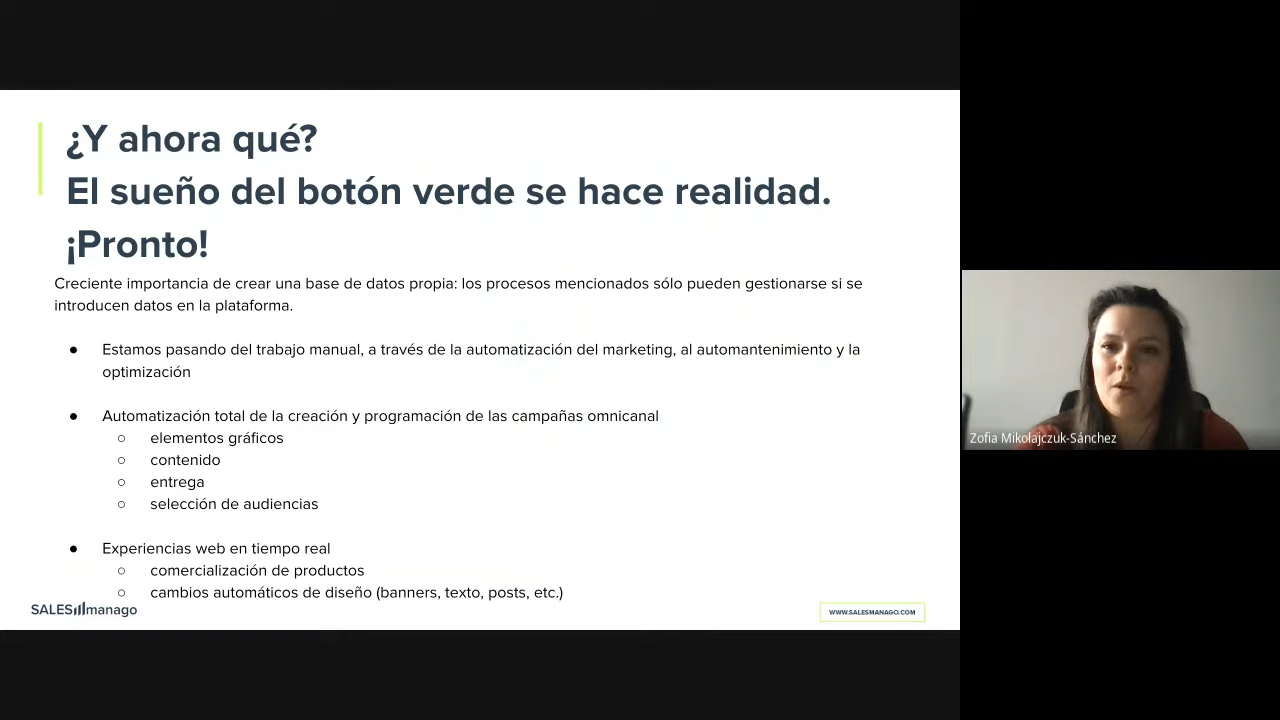 ¿Y ahora qué?
El sueño del botón verde se hace realidad.
¡Pronto!
Creciente importancia de crear una base de datos propia: los procesos mencionados sólo pueden gestionarse si se
introducen datos en la plataforma.
● Estamos pasando del trabajo manual, a través de la automatización del marketing, al automantenimiento y la
optimización
● Automatización total de la creación y programación de las campañas omnicanal
○ elementos gráficos
○ contenido
○ entrega
○ selección de audiencias
● Experiencias web en tiempo real
○ comercialización de productos
○ cambios automáticos de diseño (banners, texto, posts, etc.)
SALESmanago
WWW.SALESMANAGO.COM
Zofia Mikołajczuk-Sánchez